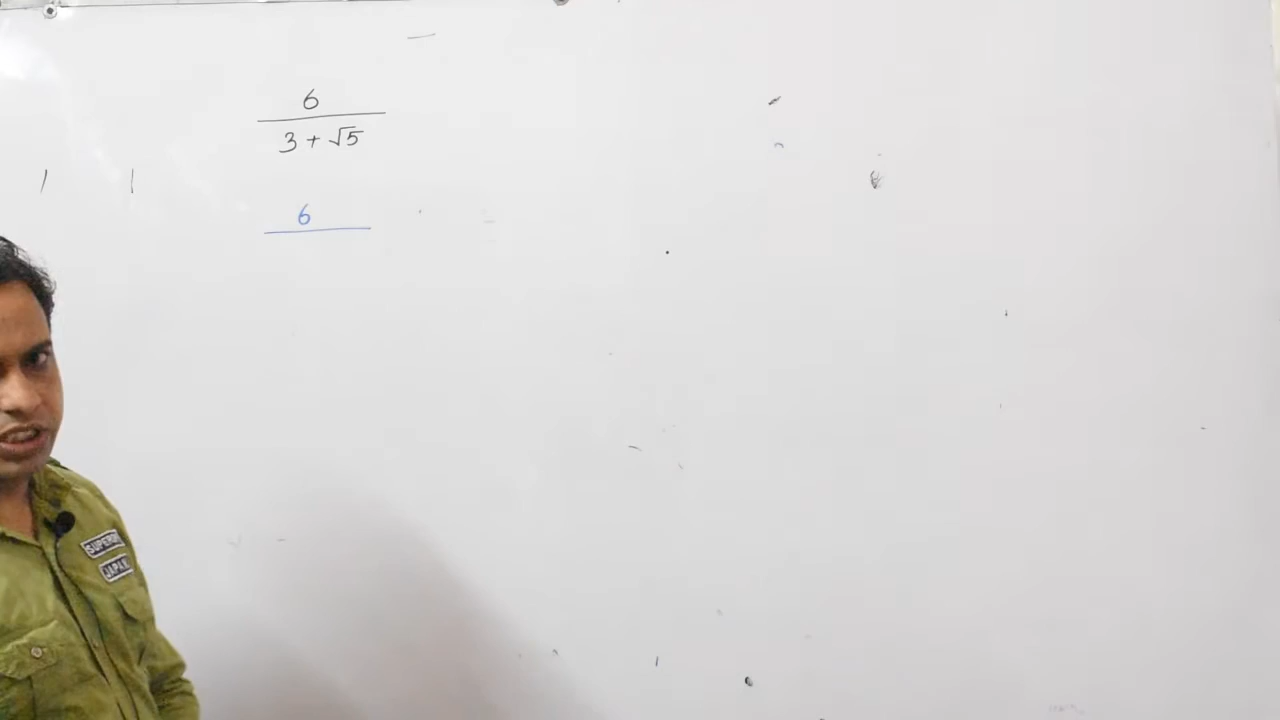 6
3 + √5
6
SUPERDRY
JAPAN